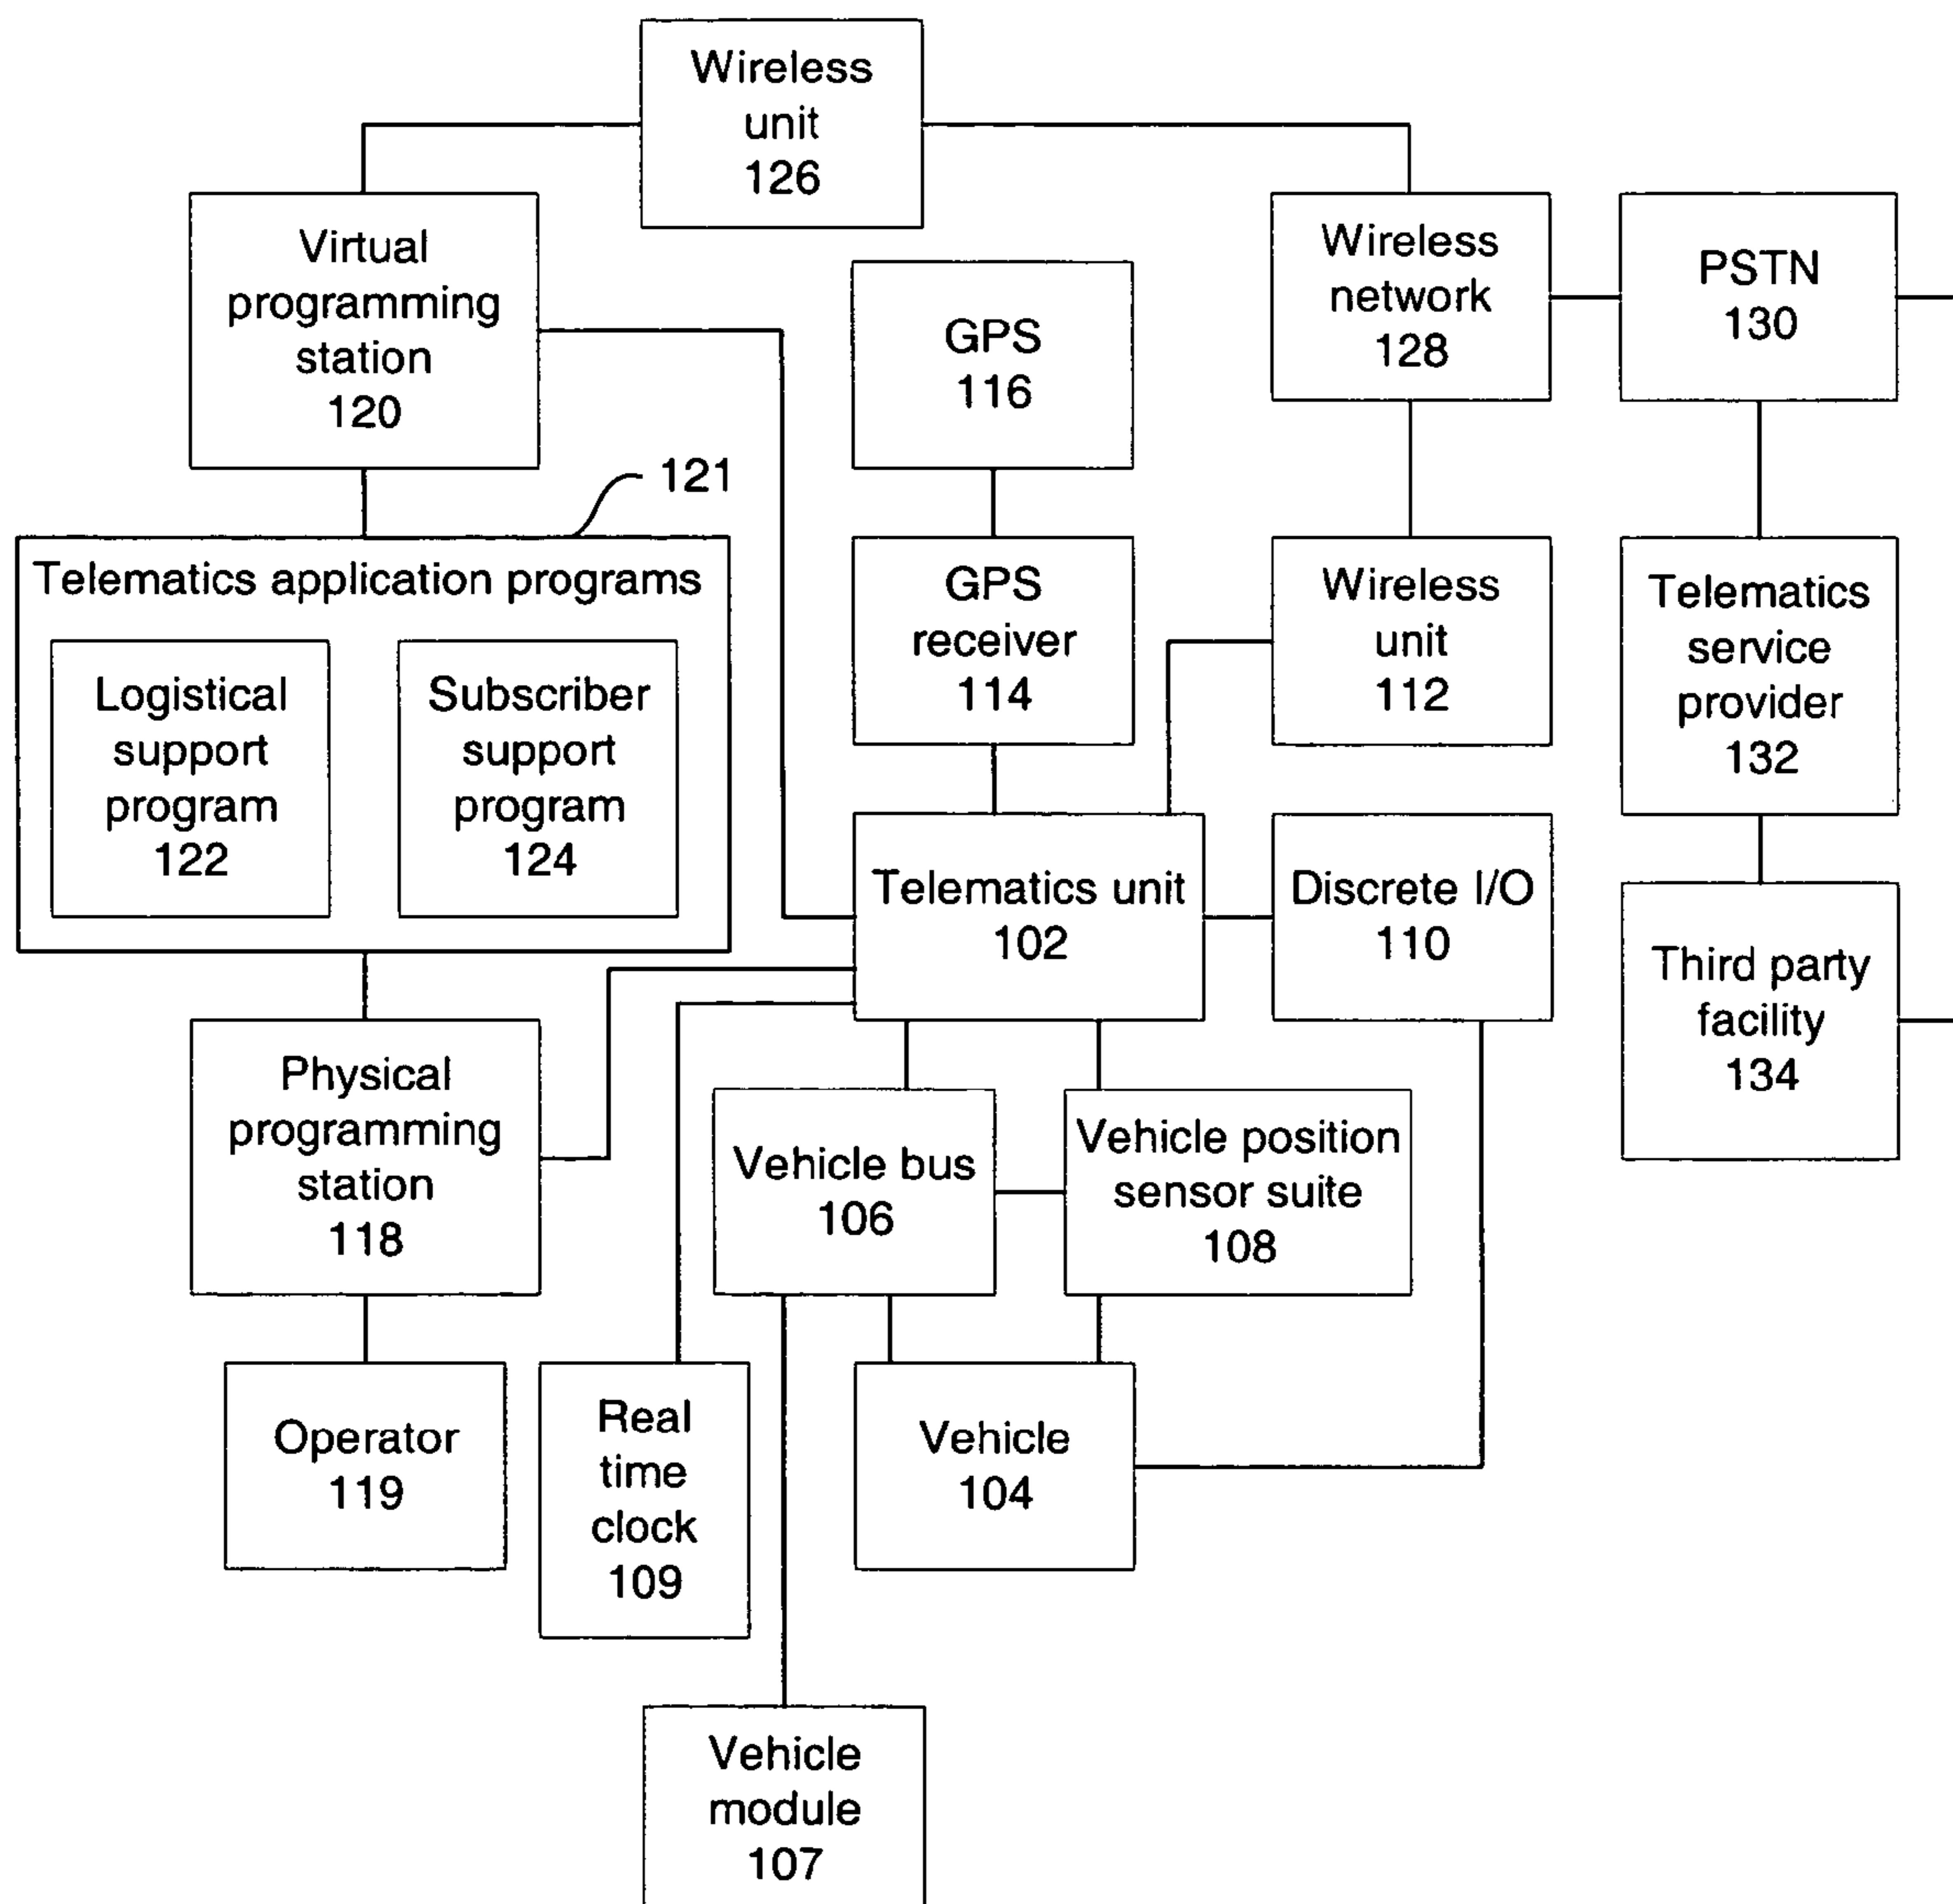 Wireless
unit
126
Virtual
programming
station
120
GPS
116
Wireless
network
128
PSTN
130
121
Telematics application programs
Logistical
support
program
122
Subscriber
support
program
124
GPS
receiver
114
Wireless
unit
112
Telematics
service
provider
132
Telematics unit
102
Discrete I/O
110
Third party
facility
134
Physical
programming
station
118
Vehicle bus
106
Vehicle position
sensor suite
108
Operator
119
Real
time
clock
109
Vehicle
104
Vehicle
module
107